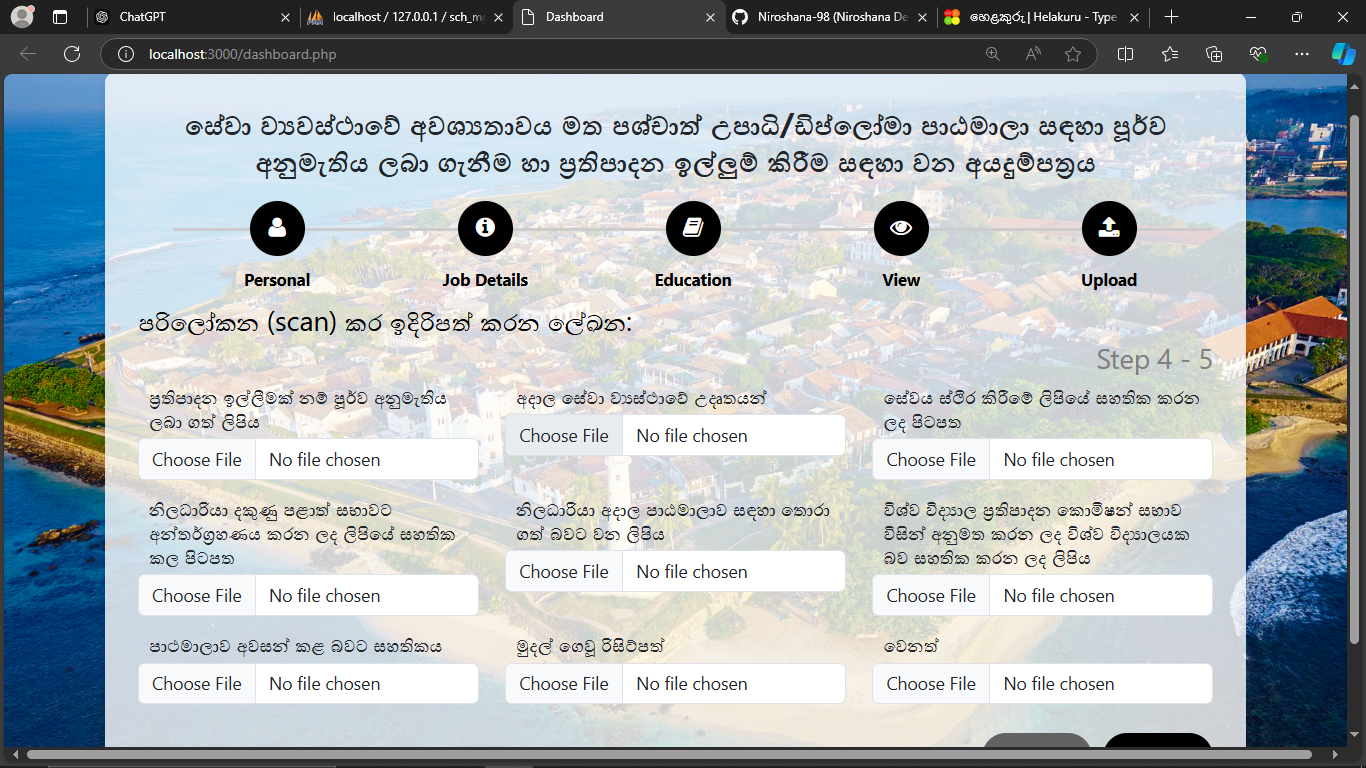 ChatGPT
localhost / 127.0.0.1 / sch_mg
Dashboard
Niroshana-98 (Niroshana De
හෙළකුරු | Helakuru - Type
localhost:3000/dashboard.php
සේවා ව්‍යවස්ථාවේ අවශ්‍යතාවය මත පශ්චාත් උපාධි/ඩිප්ලෝමා පාඨමාලා සඳහා පූර්ව
අනුමැතිය ලබා ගැනීම හා ප්‍රතිපාදන ඉල්ලුම් කිරීම සඳහා වන අයදුම්පත්‍රය
Personal
Job Details
Education
View
Upload
පරිලෝකන (scan) කර ඉදිරිපත් කරන ලේඛන:
Step 4 - 5
ප්‍රතිපාදන ඉල්ලීමක් නම් පූර්ව අනුමැතිය
ලබා ගත් ලිපිය
Choose File No file chosen
අදාල සේවා ව්‍යාස්ථාවේ උදෘතයන්
Choose File No file chosen
සේවය ස්ථිර කිරීමේ ලිපියේ සහතික කරන
ලද පිටපත
Choose File No file chosen
නිලධාරියා දකුණු පළාත් සභාවට
අන්තර්ග්‍රහණය කරන ලද ලිපියේ සහතික
කල පිටපත
Choose File No file chosen
නිලධාරියා අදාල පාඨමාලාව සඳහා තොරා
ගත් බවට වන ලිපිය
Choose File No file chosen
විශ්ව විද්‍යාල ප්‍රතිපාදන කොමිෂන් සභාව
විසින් අනුමත කරන ලද විශ්ව විද්‍යාලයක
බව සහතික කරන ලද ලිපිය
Choose File No file chosen
පාඨමාලාව අවසන් කළ බවට සහතිකය
Choose File No file chosen
මුදල් ගෙවූ රිසිට්පත්
Choose File No file chosen
වෙනත්
Choose File No file chosen